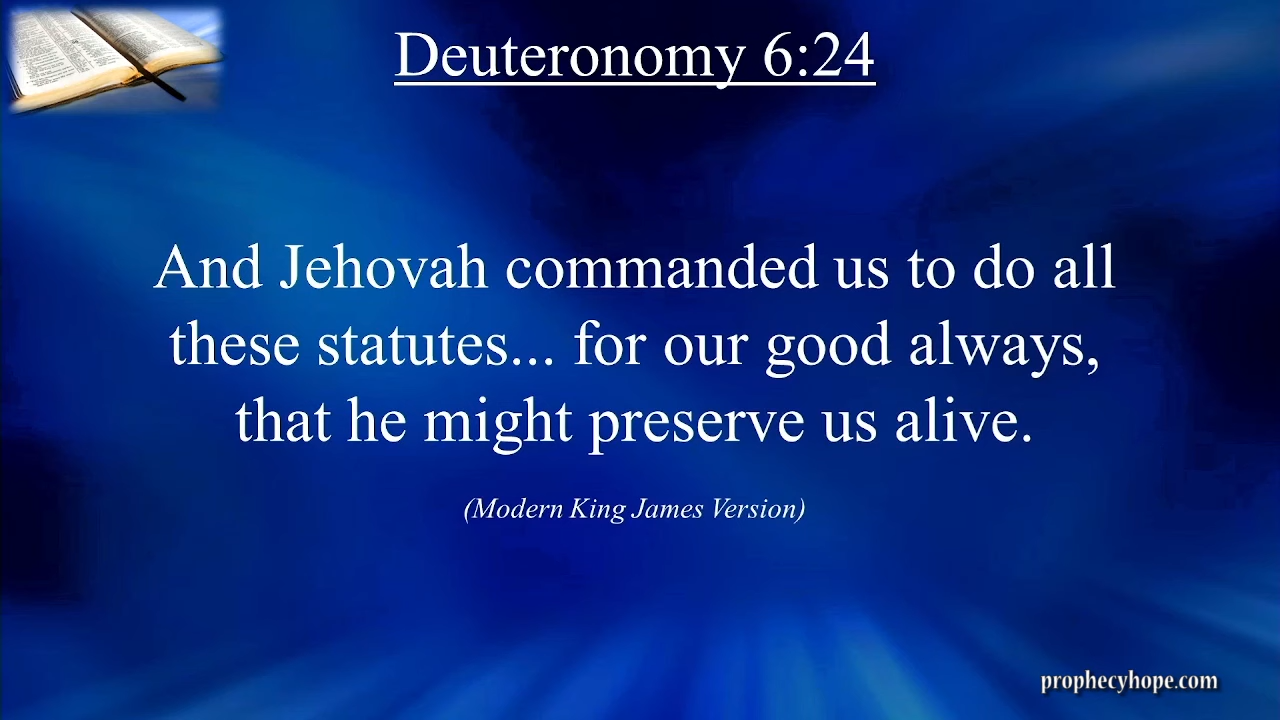 Deuteronomy 6:24
And Jehovah commanded us to do all
these statutes... for our good always,
that he might preserve us alive.
(Modern King James Version)
prophecyhope.com